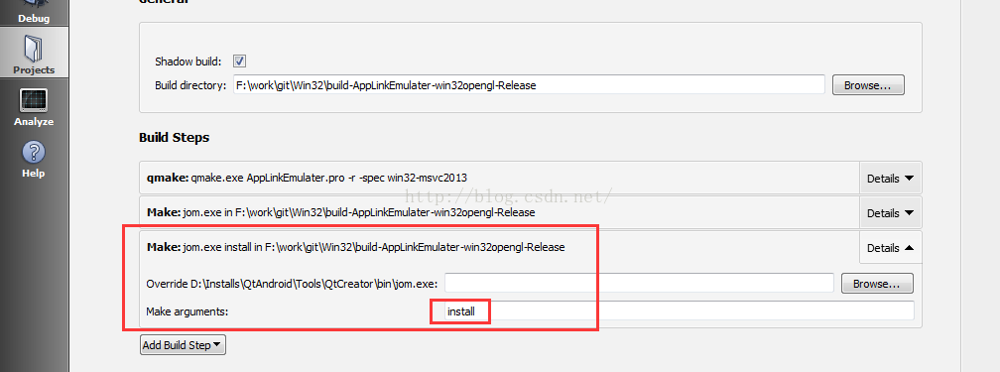 General
Debug
Shadow build:
Projects
Build directory: F:\work\git\Win32\build-AppLinkEmulater-win32opengl-Release Browse...
Analyze
Build Steps
Help
qmake: qmake.exe AppLinkEmulater.pro -r -spec win32-msvc2013 Details
http://blog.csdn.net/
Make: jom.exe in F:\work\git\Win32\build-AppLinkEmulater-win32opengl-Release Details
Make: jom.exe install in F:\work\git\Win32\build-AppLinkEmulater-win32opengl-Release Details
Override D:\Installs\QtAndroid\Tools\QtCreator\bin\jom.exe: Browse...
Make arguments: install
Add Build Step